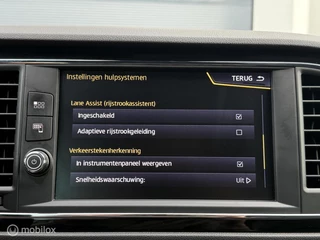 Instellingen hulpsystemen
TERUG
Lane Assist (rijstrookassistent)
Ingeschakeld
Adaptieve rijstrookgeleiding
Verkeerstekenherkenning
In instrumentenpaneel weergeven
Snelheidswaarschuwing: Uit
© Mobilox